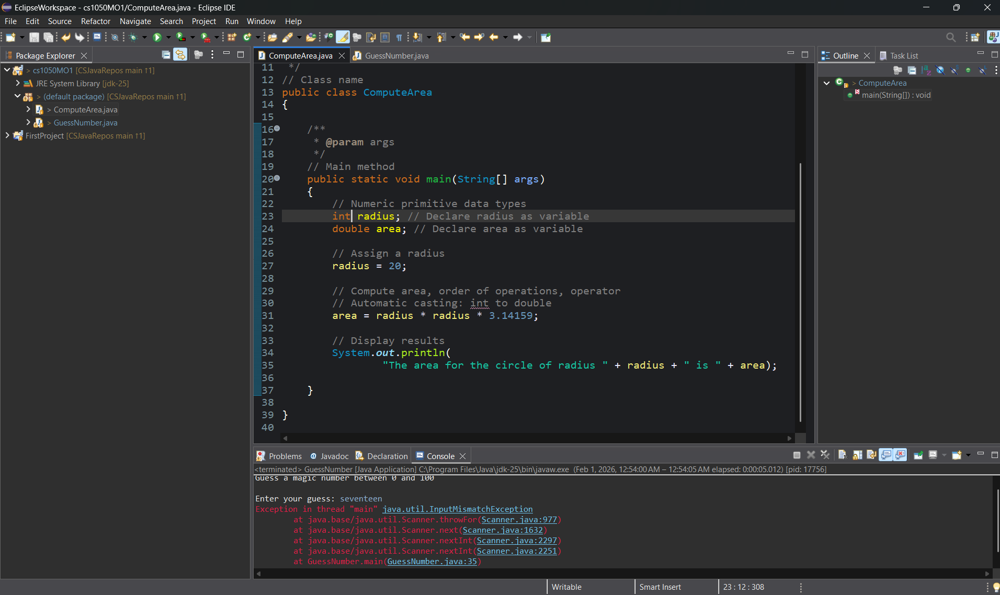 EclipseWorkspace - cs1050MO1/ComputeArea.java - Eclipse IDE
File Edit Source Refactor Navigate Search Project Run Window Help
Package Explorer
> cs1050MO1 [CSJavaRepos main ↑1]
JRE System Library [jdk-25]
> (default package) [CSJavaRepos main ↑1]
> ComputeArea.java
> GuessNumber.java
FirstProject [CSJavaRepos main ↑1]
ComputeArea.java GuessNumber.java
11 */
12 // Class name
13 public class ComputeArea
14 {
15
16 /**
17 * @param args
18 */
19 // Main method
20 public static void main(String[] args)
21 {
22 // Numeric primitive data types
23 int radius; // Declare radius as variable
24 double area; // Declare area as variable
25
26 // Assign a radius
27 radius = 20;
28
29 // Compute area, order of operations, operator
30 // Automatic casting: int to double
31 area = radius * radius * 3.14159;
32
33 // Display results
34 System.out.println(
35 "The area for the circle of radius " + radius + " is " + area);
36
37 }
38
39 }
40
Outline Task List
> ComputeArea
main(String[]) : void
Problems Javadoc Declaration Console
<terminated> GuessNumber [Java Application] C:\Program Files\Java\jdk-25\bin\javaw.exe (Feb 1, 2026, 12:54:00 AM – 12:54:05 AM elapsed: 0:00:05.012) [pid: 17756]
Guess a magic number between 0 and 100
Enter your guess: seventeen
Exception in thread "main" java.util.InputMismatchException
at java.base/java.util.Scanner.throwFor(Scanner.java:977)
at java.base/java.util.Scanner.next(Scanner.java:1632)
at java.base/java.util.Scanner.nextInt(Scanner.java:2297)
at java.base/java.util.Scanner.nextInt(Scanner.java:2251)
at GuessNumber.main(GuessNumber.java:35)
Writable Smart Insert 23 : 12 : 308